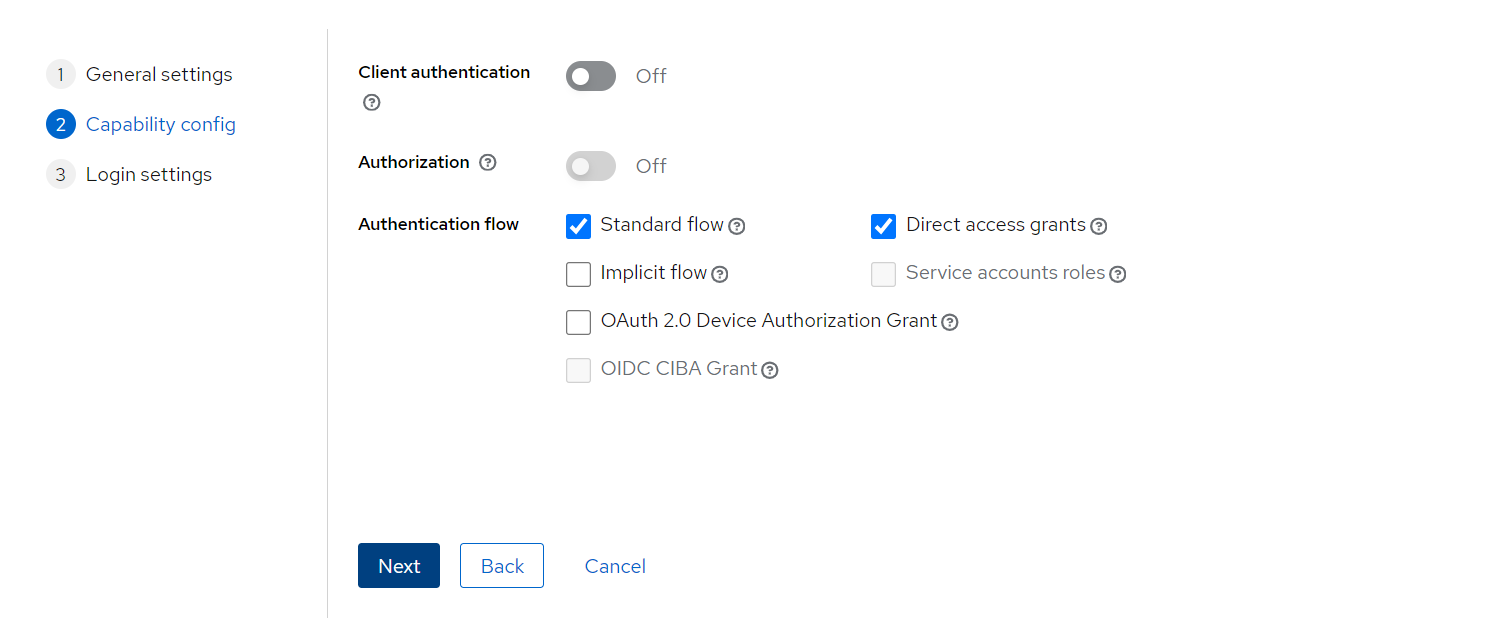 1 General settings
2 Capability config
3 Login settings
Client authentication
Off
Authorization
Off
Authentication flow
Standard flow
Direct access grants
Implicit flow
Service accounts roles
OAuth 2.0 Device Authorization Grant
OIDC CIBA Grant
Next
Back
Cancel